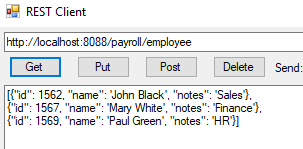 REST Client
http://localhost:8088/payroll/employee
Get Put Post Delete Send:
[{"id": 1562, "name": 'John Black', "notes": 'Sales'},
{"id": 1567, "name": 'Mary White', "notes": 'Finance'},
{"id": 1569, "name": 'Paul Green', "notes": 'HR'}]